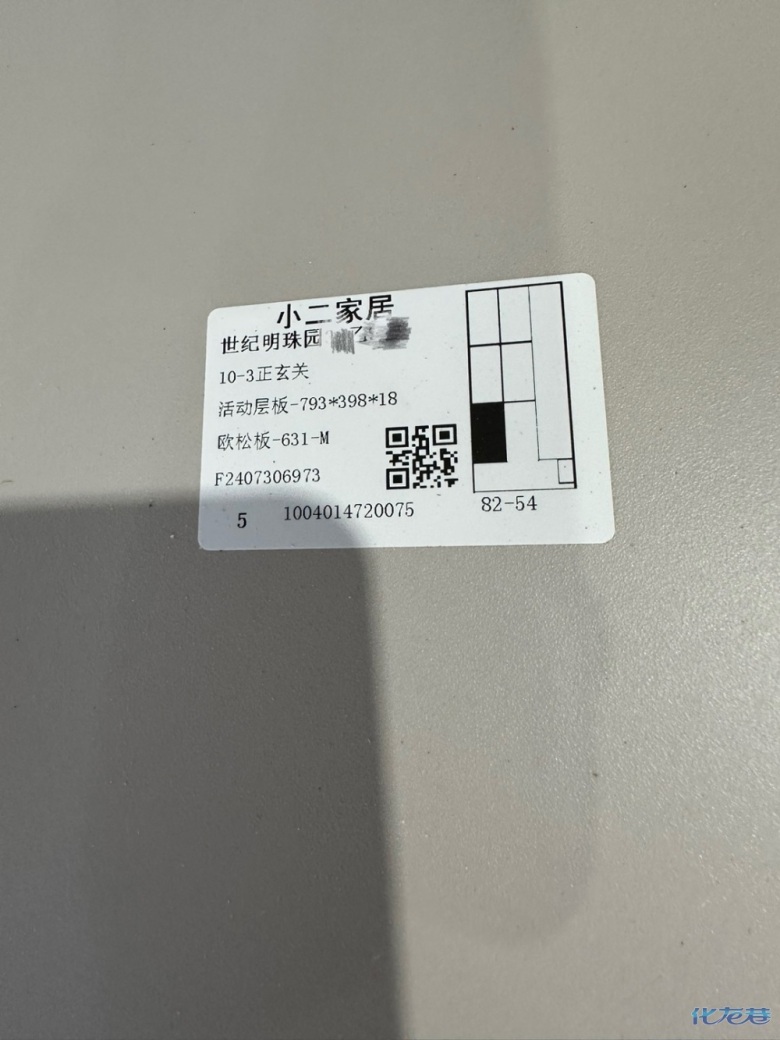 小二家居
世纪明珠园
10-3正玄关
活动层板-793*398*18
欧松板-631-M
F2407306973
5 1004014720075
82-54
化龙巷